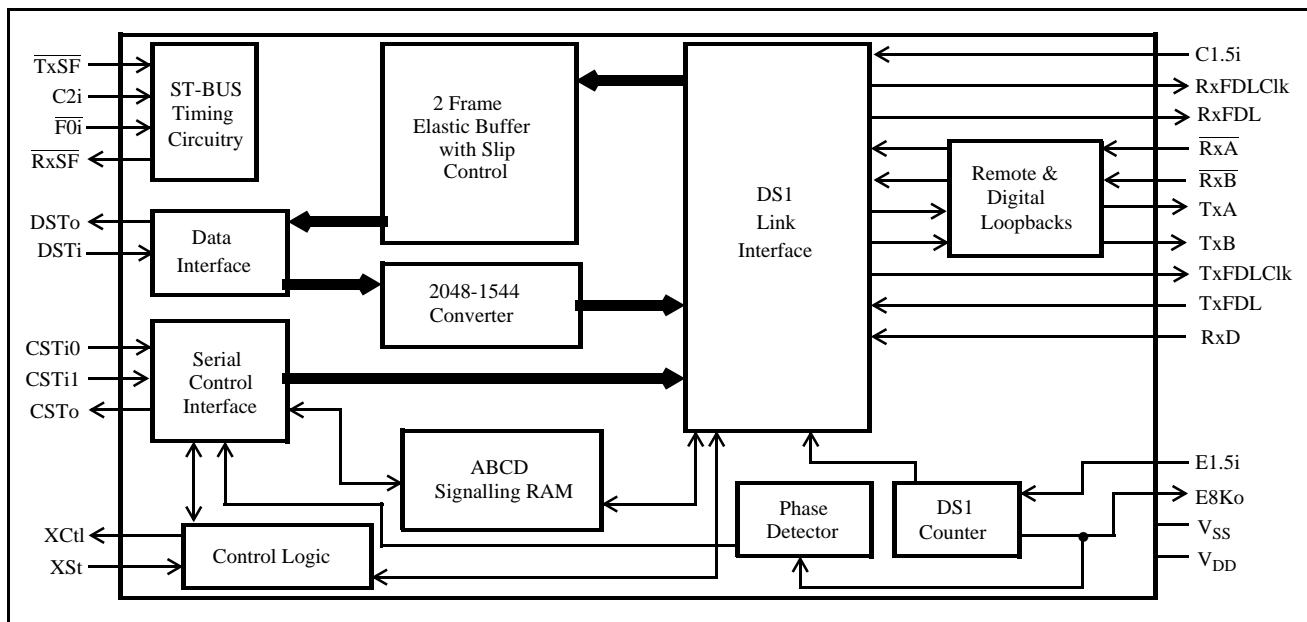 TxSF
C2i
F0i
RxSF
DSTo
DSTi
CSTi0
CSTi1
CSTo
XCtl
XSt
ST-BUS
Timing
Circuitry
Data
Interface
Serial
Control
Interface
Control Logic
2 Frame
Elastic Buffer
with Slip
Control
2048-1544
Converter
ABCD
Signalling RAM
DS1
Link
Interface
Phase
Detector
DS1
Counter
Remote &
Digital
Loopbacks
C1.5i
RxFDLClk
RxFDL
RxA
RxB
TxA
TxB
TxFDLClk
TxFDL
RxD
E1.5i
E8Ko
VSS
VDD